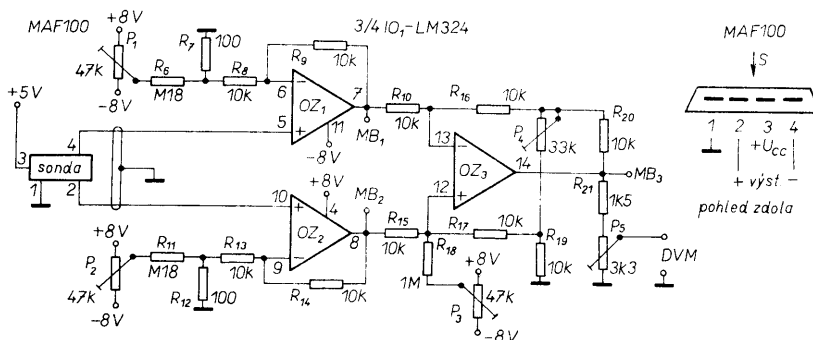 MAF100
+8V
P1
47k
-8V
R6
M18
R7
100
R8
10k
R9
10k
3/4 IO1-LM324
6
-
OZ1
5
+
7
11
-8V
MB1
R10
10k
R16
10k
P4
33k
R20
10k
13
-
OZ3
12
+
14
MB3
R21
1k5
P5
3k3
DVM
+5V
3
sonda
4
1
2
10
+
OZ2
9
-
+8V
4
8
MB2
R15
10k
R17
10k
R18
1M
R19
10k
+8V
P3
47k
-8V
+8V
P2
47k
-8V
R11
M18
R12
100
R13
10k
R14
10k
MAF100
S
1 2 3 4
+UCC
+ výst. -
pohled zdola